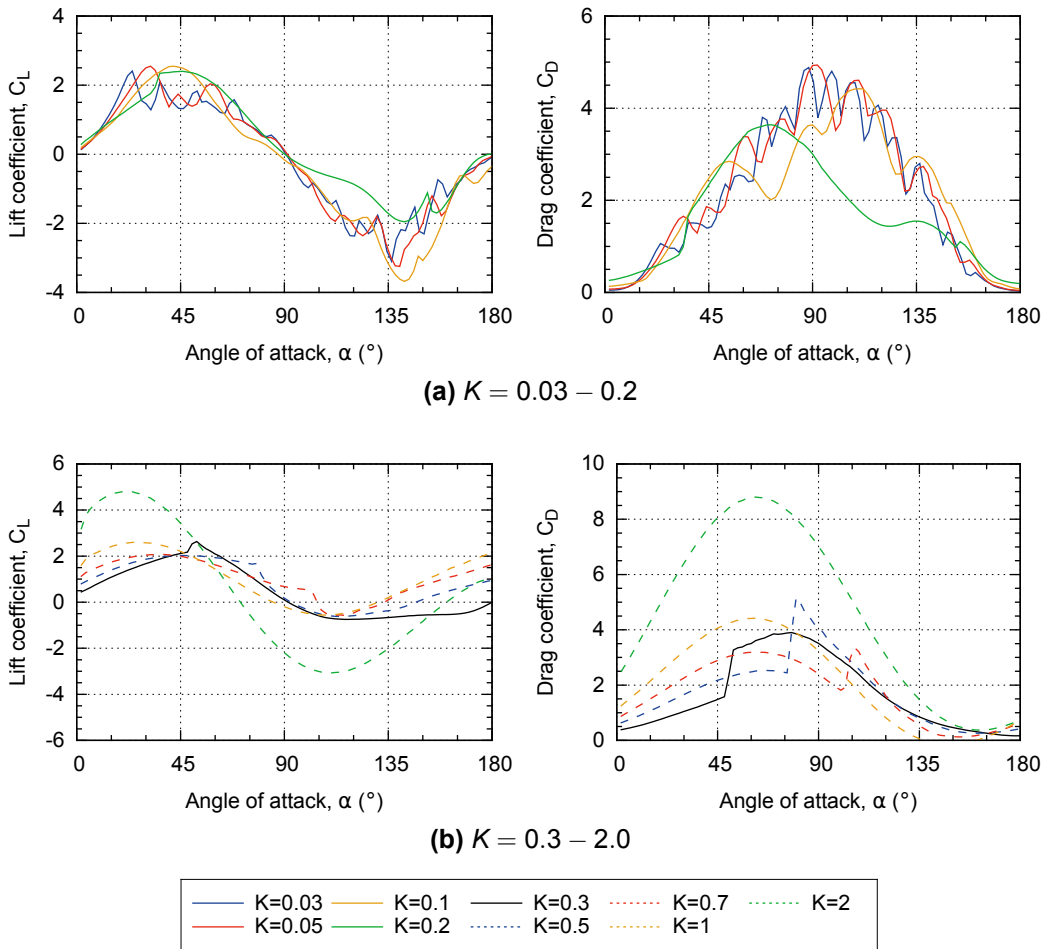 Lift coefficient, C_L
4
2
0
-2
-4
0 45 90 135 180
Angle of attack, α (°)
Drag coefficient, C_D
6
4
2
0
0 45 90 135 180
Angle of attack, α (°)
(a) K = 0.03 – 0.2
Lift coefficient, C_L
6
4
2
0
-2
-4
-6
0 45 90 135 180
Angle of attack, α (°)
Drag coefficient, C_D
10
8
6
4
2
0
0 45 90 135 180
Angle of attack, α (°)
(b) K = 0.3 – 2.0
K=0.03 K=0.1 K=0.3 K=0.7 K=2
K=0.05 K=0.2 K=0.5 K=1